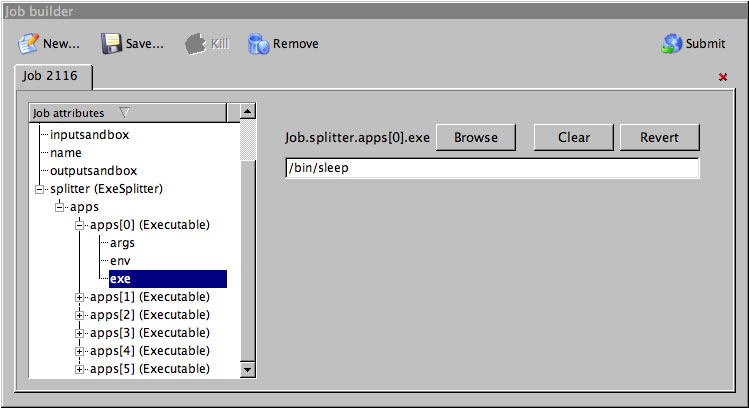 Job builder
New... Save... Kill Remove Submit
Job 2116
Job attributes
inputsandbox
name
outputsandbox
splitter (ExeSplitter)
apps
apps[0] (Executable)
args
env
exe
apps[1] (Executable)
apps[2] (Executable)
apps[3] (Executable)
apps[4] (Executable)
apps[5] (Executable)
Job.splitter.apps[0].exe Browse Clear Revert
/bin/sleep